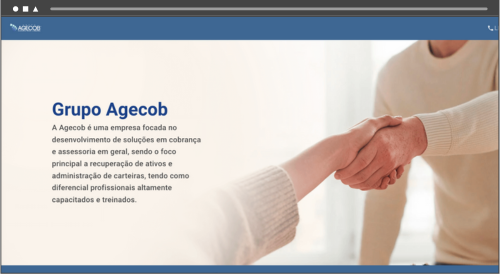 AGECOB
Grupo Agecob
A Agecob é uma empresa focada no
desenvolvimento de soluções em cobrança
e assessoria em geral, sendo o foco
principal a recuperação de ativos e
administração de carteiras, tendo como
diferencial profissionais altamente
capacitados e treinados.